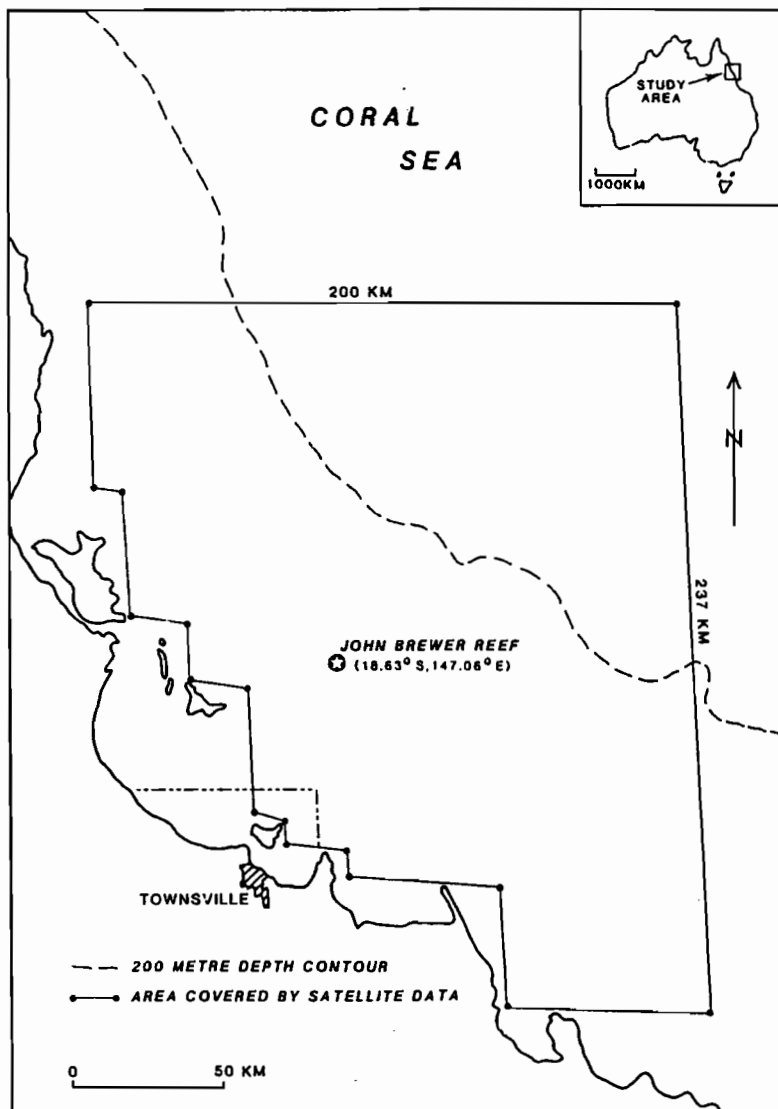 CORAL
SEA
STUDY
AREA
1000KM
200 KM
N
237 KM
JOHN BREWER REEF
(18.63° S, 147.06° E)
TOWNSVILLE
200 METRE DEPTH CONTOUR
AREA COVERED BY SATELLITE DATA
0 50 KM